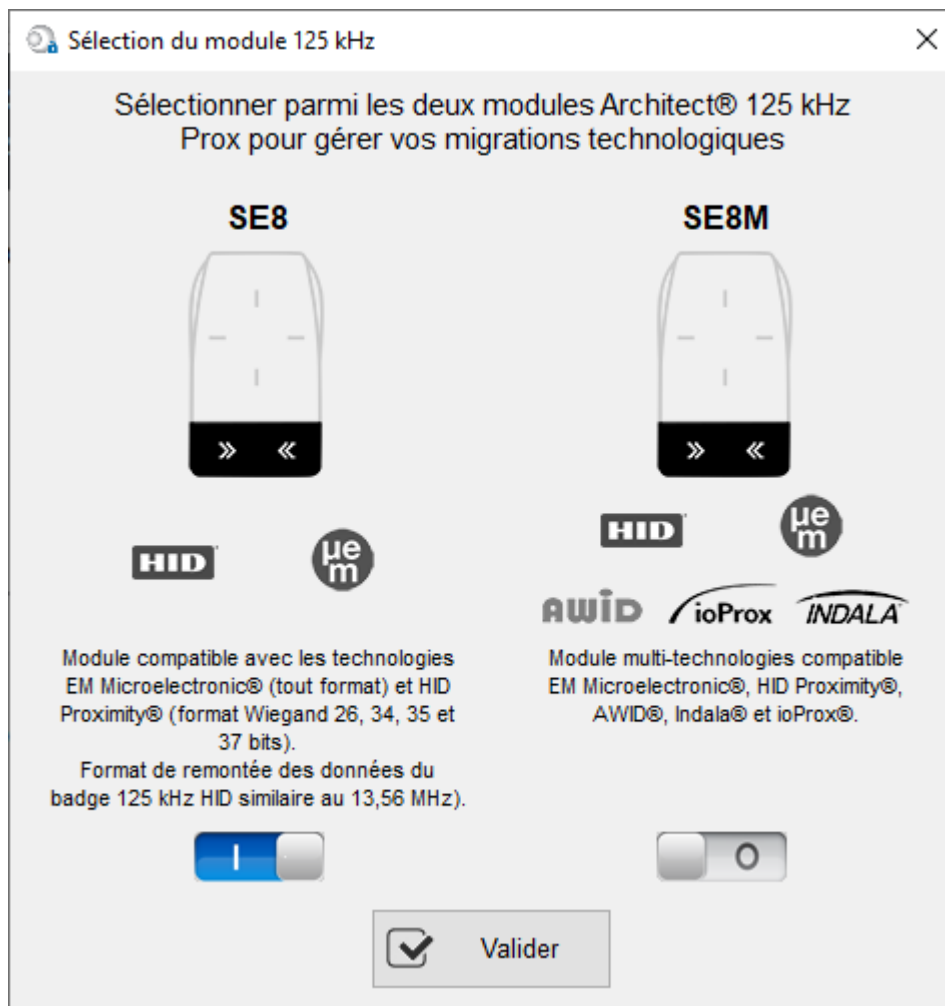 Sélection du module 125 kHz
Sélectionner parmi les deux modules Architect® 125 kHz
Prox pour gérer vos migrations technologiques
SE8
HID
µem
Module compatible avec les technologies
EM Microelectronic® (tout format) et HID
Proximity® (format Wiegand 26, 34, 35 et
37 bits).
Format de remontée des données du
badge 125 kHz HID similaire au 13,56 MHz).
I
SE8M
HID
µem
AWID ioProx INDALA
Module multi-technologies compatible
EM Microelectronic®, HID Proximity®,
AWID®, Indala® et ioProx®.
O
Valider